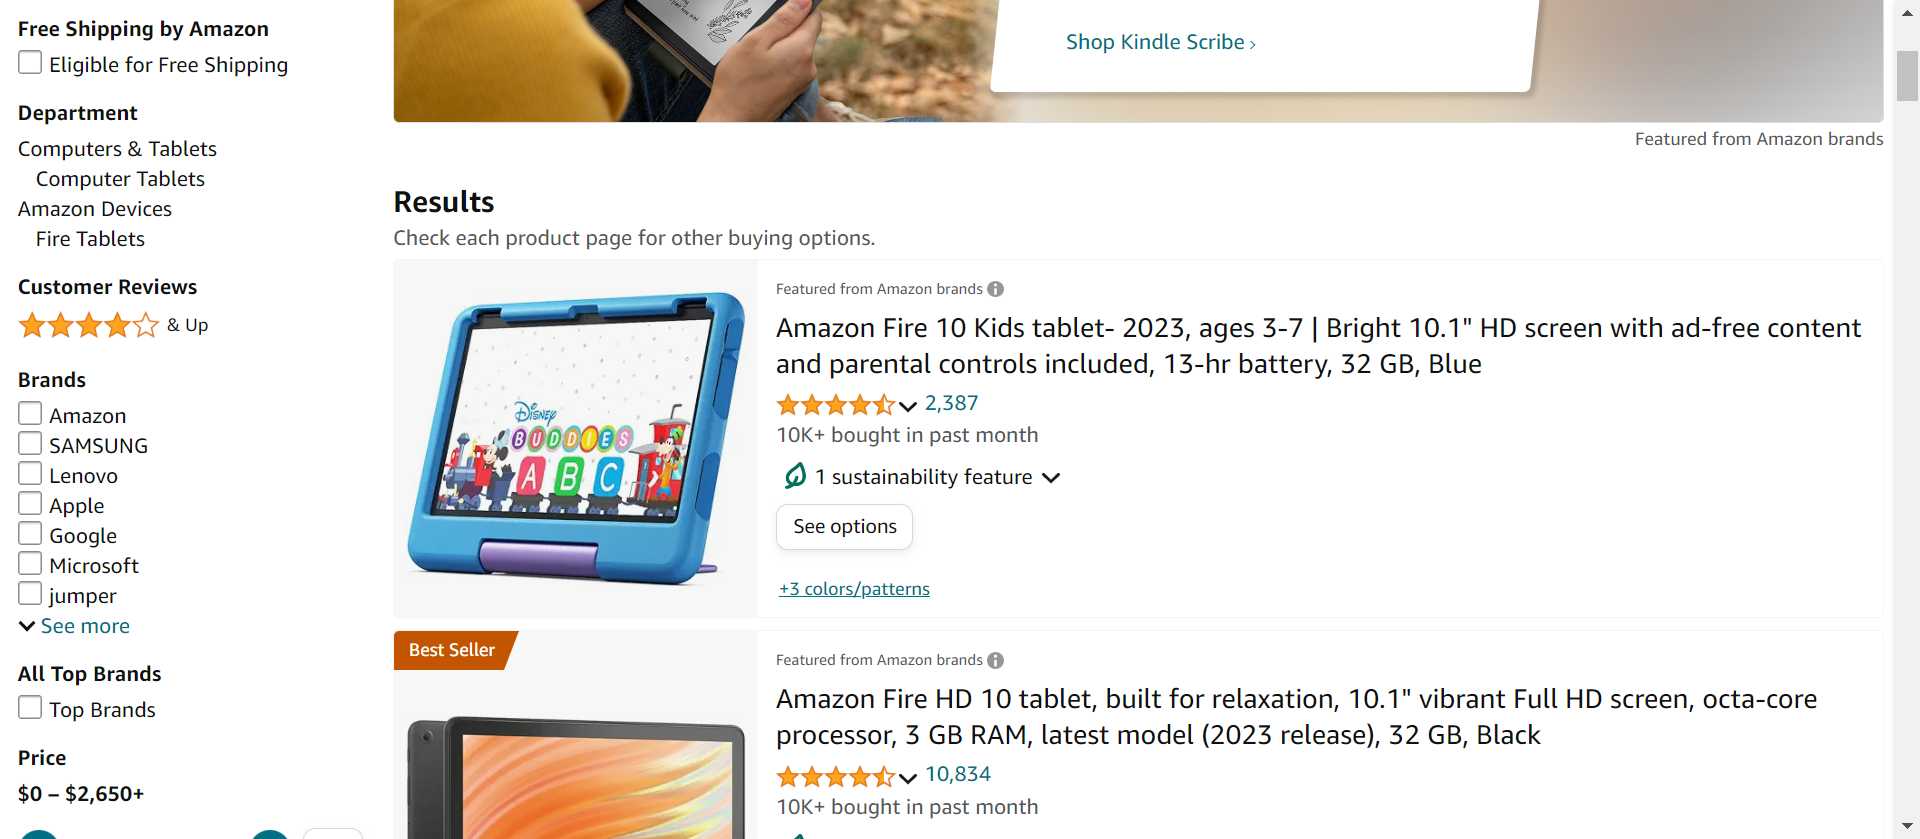 Free Shipping by Amazon
Eligible for Free Shipping
Department
Computers & Tablets
Computer Tablets
Amazon Devices
Fire Tablets
Customer Reviews
& Up
Brands
Amazon
SAMSUNG
Lenovo
Apple
Google
Microsoft
jumper
See more
All Top Brands
Top Brands
Price
$0 – $2,650+
Shop Kindle Scribe ›
Featured from Amazon brands
Results
Check each product page for other buying options.
Disney
BUDDIES
ABC
Featured from Amazon brands
Amazon Fire 10 Kids tablet- 2023, ages 3-7 | Bright 10.1" HD screen with ad-free content
and parental controls included, 13-hr battery, 32 GB, Blue
2,387
10K+ bought in past month
1 sustainability feature
See options
+3 colors/patterns
Best Seller
Featured from Amazon brands
Amazon Fire HD 10 tablet, built for relaxation, 10.1" vibrant Full HD screen, octa-core
processor, 3 GB RAM, latest model (2023 release), 32 GB, Black
10,834
10K+ bought in past month